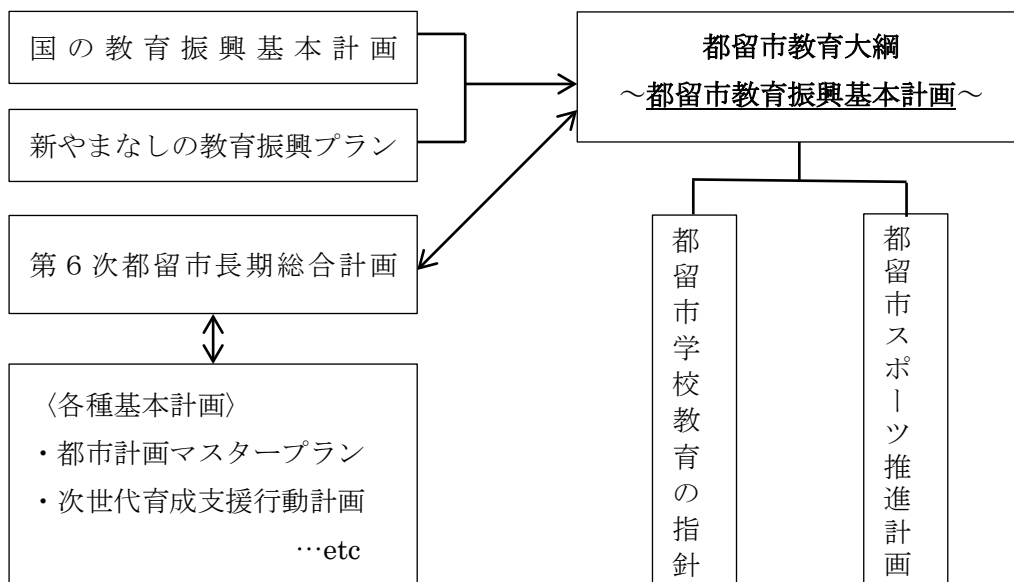 国の教育振興基本計画
新やまなしの教育振興プラン
第6次都留市長期総合計画
〈各種基本計画〉
・都市計画マスタープラン
・次世代育成支援行動計画
…etc
都留市教育大綱
～都留市教育振興基本計画～
都留市学校教育の指針
都留市スポーツ推進計画